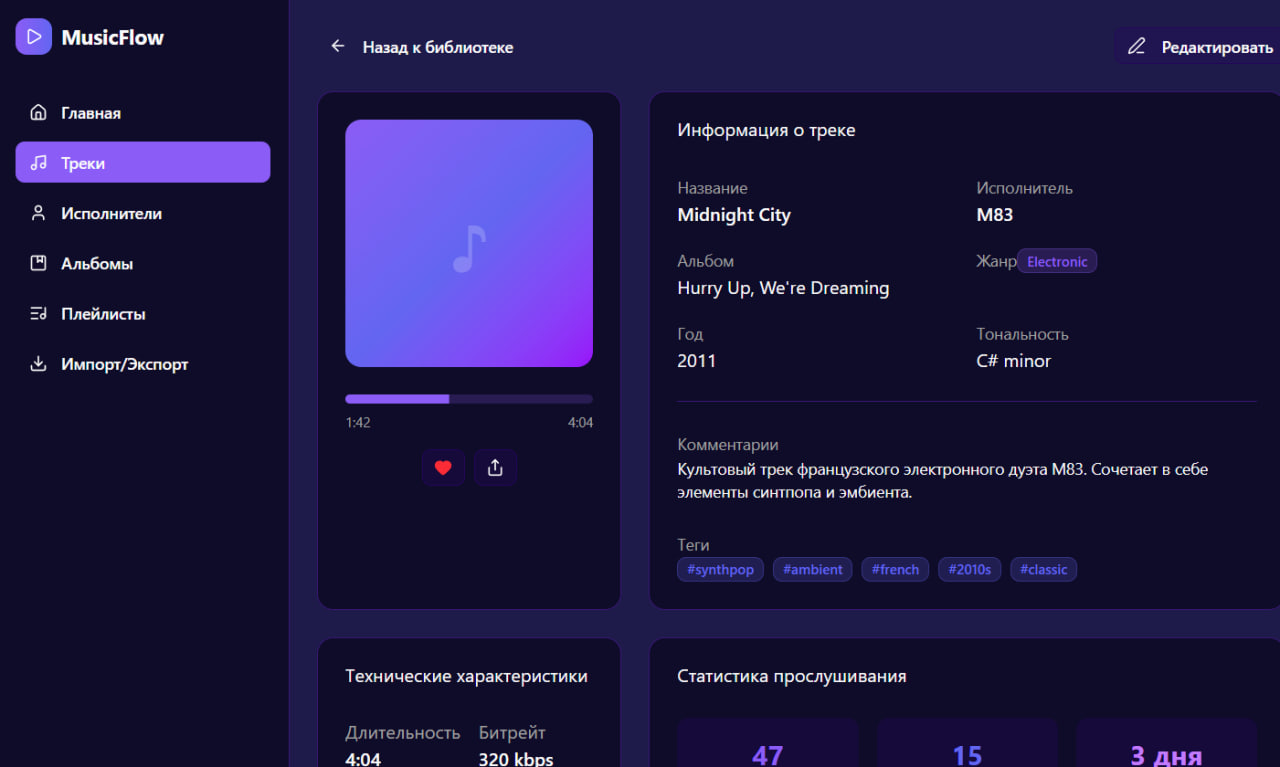 MusicFlow
Главная
Треки
Исполнители
Альбомы
Плейлисты
Импорт/Экспорт
Назад к библиотеке
Редактировать
1:42 4:04
Информация о треке
Название Исполнитель
Midnight City M83
Альбом Жанр Electronic
Hurry Up, We're Dreaming
Год Тональность
2011 C# minor
Комментарии
Культовый трек французского электронного дуэта M83. Сочетает в себе
элементы синтпопа и эмбиента.
Теги
#synthpop #ambient #french #2010s #classic
Технические характеристики
Длительность Битрейт
4:04 320 kbps
Статистика прослушивания
47 15 3 дня